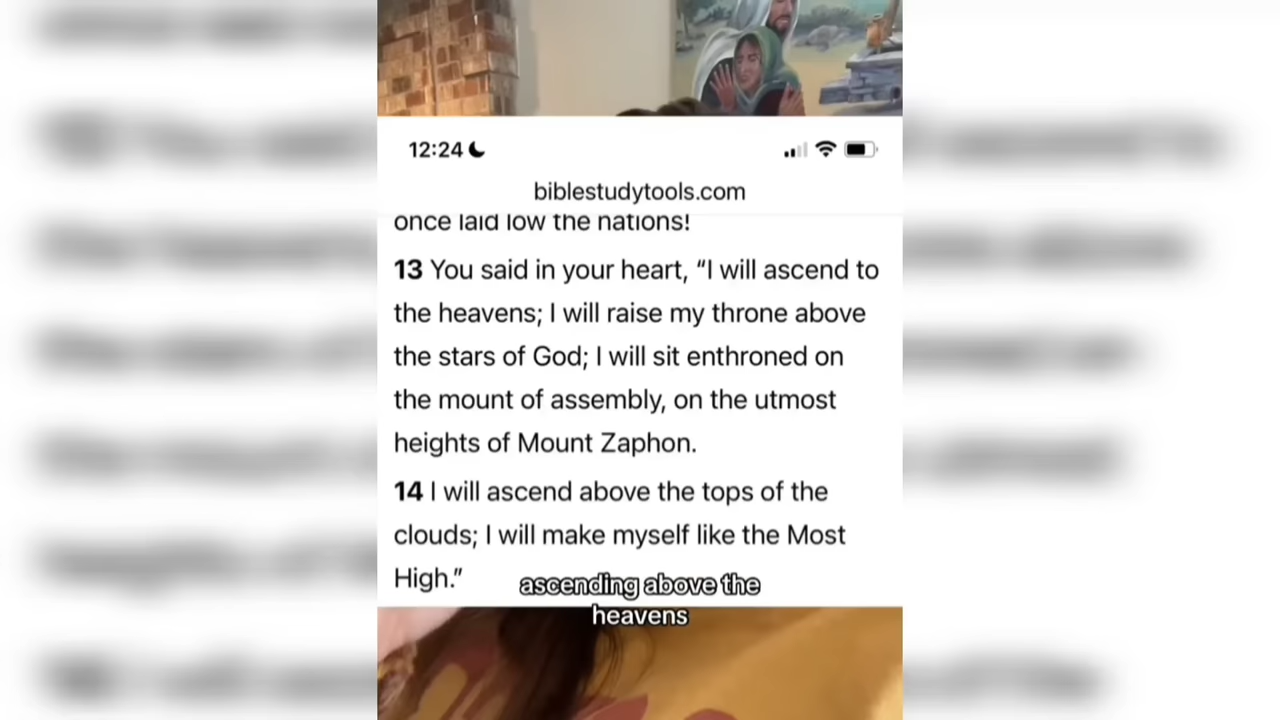 12:24
biblestudytools.com
once laid low the nations!
13 You said in your heart, “I will ascend to
the heavens; I will raise my throne above
the stars of God; I will sit enthroned on
the mount of assembly, on the utmost
heights of Mount Zaphon.
14 I will ascend above the tops of the
clouds; I will make myself like the Most
High.”
ascending above the
heavens